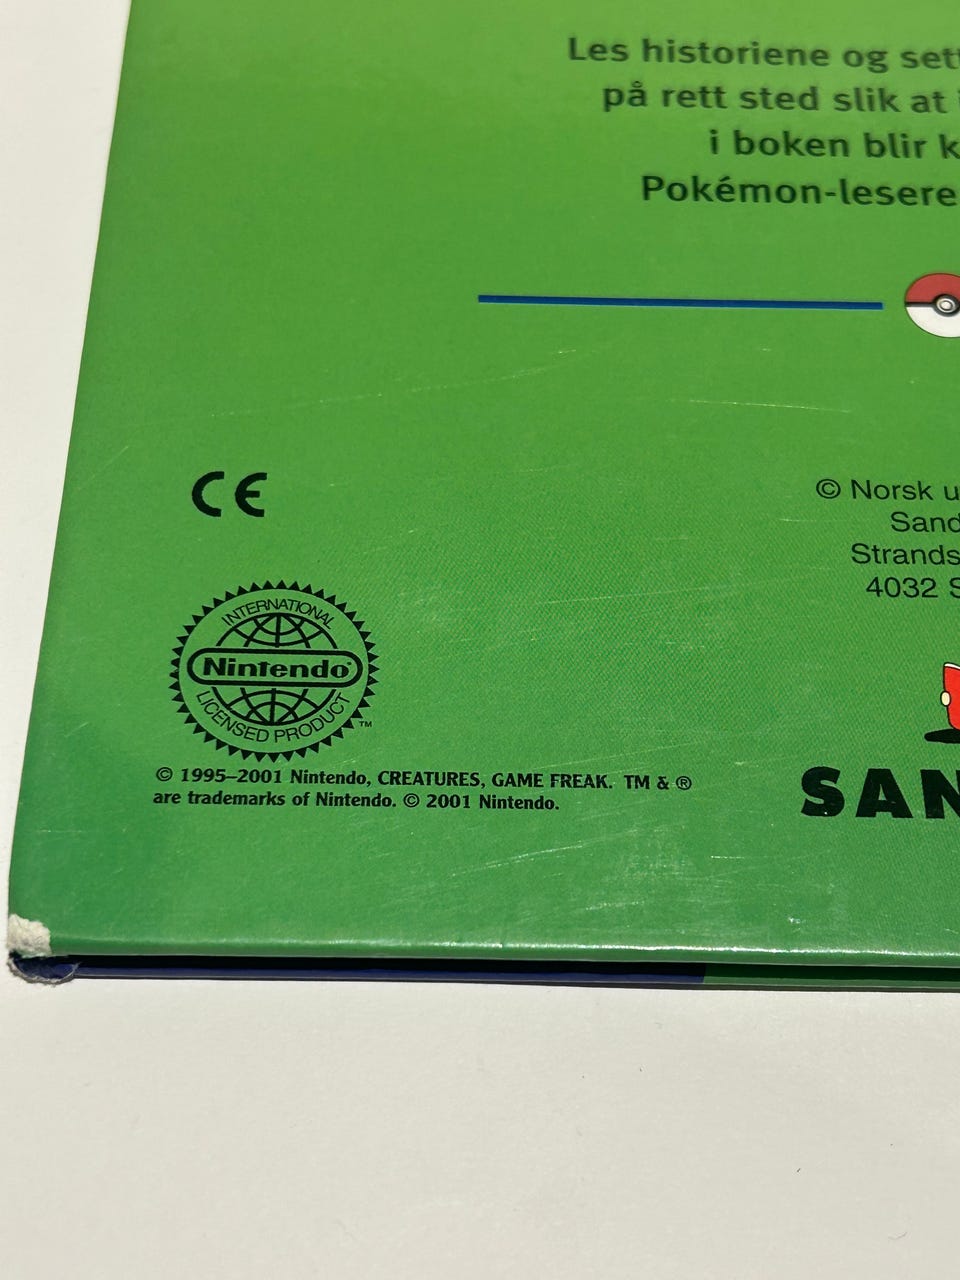 Les historiene og sett
på rett sted slik at
i boken blir k
Pokémon-lesere
CE
© Norsk u
Sand
Strands
4032 S
INTERNATIONAL
Nintendo®
LICENSED PRODUCT
TM
© 1995–2001 Nintendo, CREATURES, GAME FREAK. TM & ®
are trademarks of Nintendo. © 2001 Nintendo.
SAN